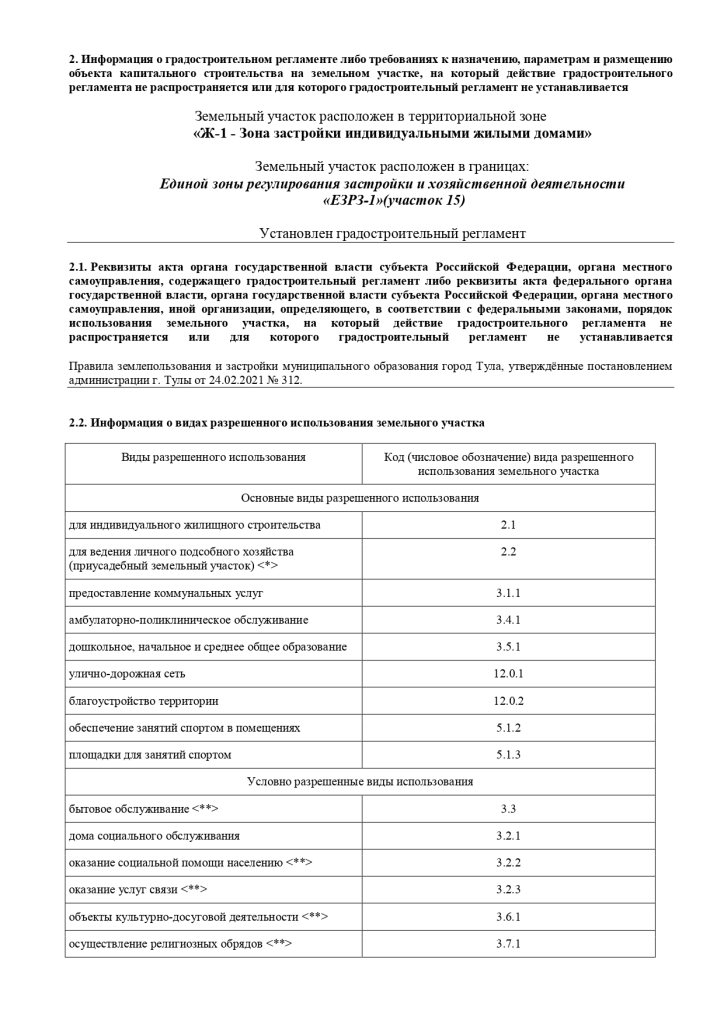 2. Информация о градостроительном регламенте либо требованиях к назначению, параметрам и размещению
объекта капитального строительства на земельном участке, на который действие градостроительного
регламента не распространяется или для которого градостроительный регламент не устанавливается
Земельный участок расположен в территориальной зоне
«Ж-1 - Зона застройки индивидуальными жилыми домами»
Земельный участок расположен в границах:
Единой зоны регулирования застройки и хозяйственной деятельности
«ЕЗРЗ-1»(участок 15)
Установлен градостроительный регламент
2.1. Реквизиты акта органа государственной власти субъекта Российской Федерации, органа местного
самоуправления, содержащего градостроительный регламент либо реквизиты акта федерального органа
государственной власти, органа государственной власти субъекта Российской Федерации, органа местного
самоуправления, иной организации, определяющего, в соответствии с федеральными законами, порядок
использования земельного участка, на который действие градостроительного регламента не
распространяется или для которого градостроительный регламент не устанавливается
Правила землепользования и застройки муниципального образования город Тула, утверждённые постановлением
администрации г. Тулы от 24.02.2021 № 312.
2.2. Информация о видах разрешенного использования земельного участка
Виды разрешенного использования
Код (числовое обозначение) вида разрешенного
использования земельного участка
Основные виды разрешенного использования
для индивидуального жилищного строительства 2.1
для ведения личного подсобного хозяйства 2.2
(приусадебный земельный участок) <*>
предоставление коммунальных услуг 3.1.1
амбулаторно-поликлиническое обслуживание 3.4.1
дошкольное, начальное и среднее общее образование 3.5.1
улично-дорожная сеть 12.0.1
благоустройство территории 12.0.2
обеспечение занятий спортом в помещениях 5.1.2
площадки для занятий спортом 5.1.3
Условно разрешенные виды использования
бытовое обслуживание <**> 3.3
дома социального обслуживания 3.2.1
оказание социальной помощи населению <**> 3.2.2
оказание услуг связи <**> 3.2.3
объекты культурно-досуговой деятельности <**> 3.6.1
осуществление религиозных обрядов <**> 3.7.1